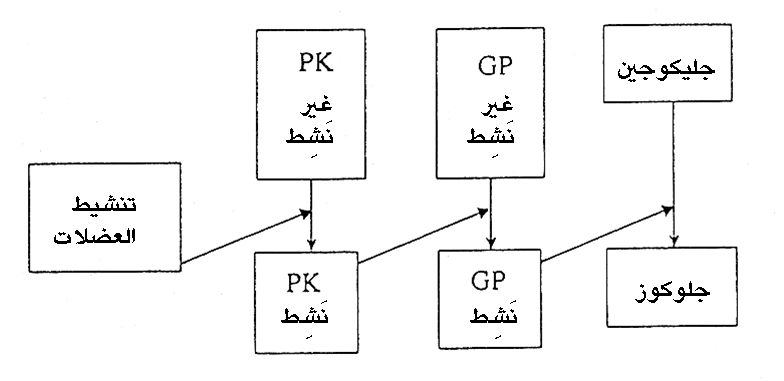 جليكوجين
GP
غير
نَشِط
PK
غير
نَشِط
تنشيط
العضلات
جلوكوز
GP
نَشِط
PK
نَشِط